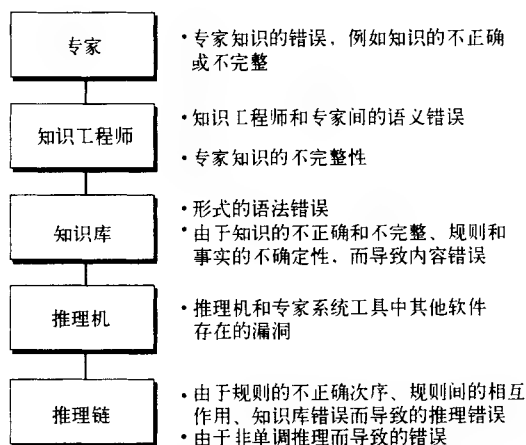 专家
• 专家知识的错误，例如知识的不正确
或不完整
知识工程师
• 知识工程师和专家间的语义错误
• 专家知识的不完整性
知识库
• 形式的语法错误
• 由于知识的不正确和不完整、规则和
事实的不确定性，而导致内容错误
推理机
• 推理机和专家系统工具中其他软件
存在的漏洞
推理链
• 由于规则的不正确次序、规则间的相互
作用、知识库错误而导致的推理错误
• 由于非单调推理而导致的错误